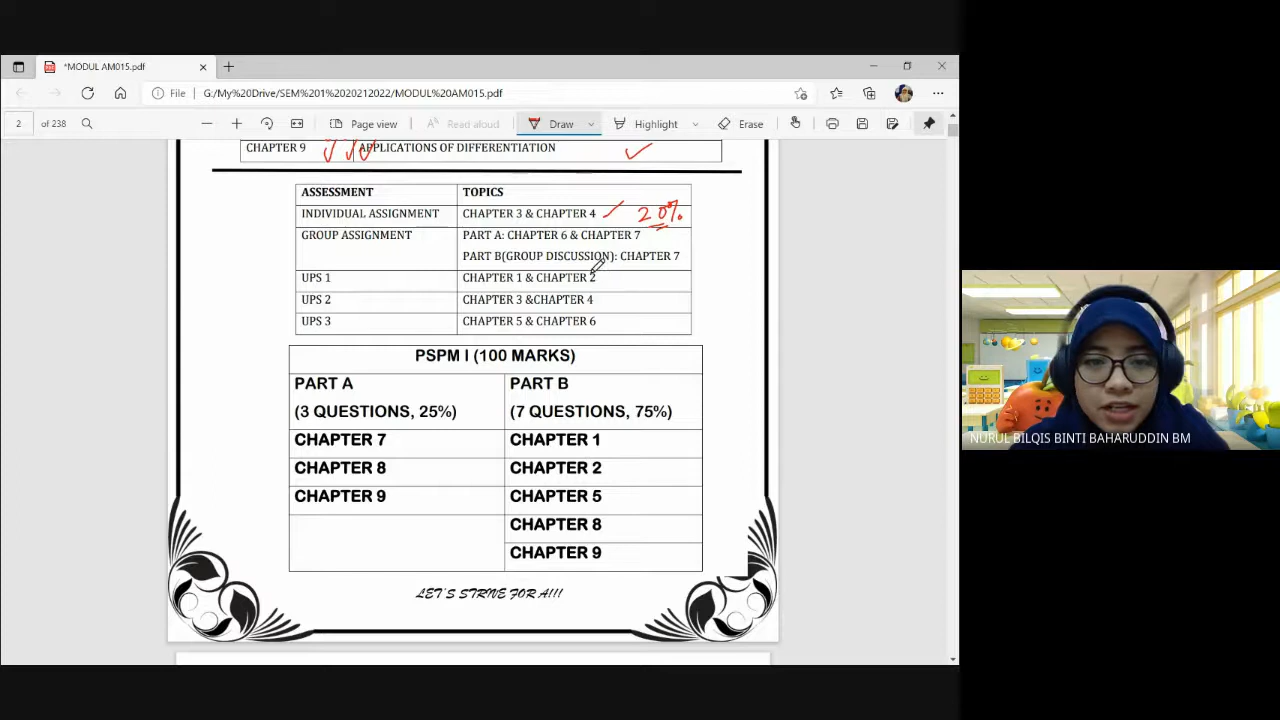 *MODUL AM015.pdf
File G:/My%20Drive/SEM%201%2020212022/MODUL%20AM015.pdf
2 of 238 Page view Read aloud Draw Highlight Erase
CHAPTER 9 APPLICATIONS OF DIFFERENTIATION
ASSESSMENT TOPICS
INDIVIDUAL ASSIGNMENT CHAPTER 3 & CHAPTER 4 20%
GROUP ASSIGNMENT PART A: CHAPTER 6 & CHAPTER 7
PART B(GROUP DISCUSSION): CHAPTER 7
UPS 1 CHAPTER 1 & CHAPTER 2
UPS 2 CHAPTER 3 &CHAPTER 4
UPS 3 CHAPTER 5 & CHAPTER 6
PSPM I (100 MARKS)
PART A PART B
(3 QUESTIONS, 25%) (7 QUESTIONS, 75%)
CHAPTER 7 CHAPTER 1
CHAPTER 8 CHAPTER 2
CHAPTER 9 CHAPTER 5
CHAPTER 8
CHAPTER 9
LET'S STRIVE FOR A!!!
NURUL BILQIS BINTI BAHARUDDIN BM